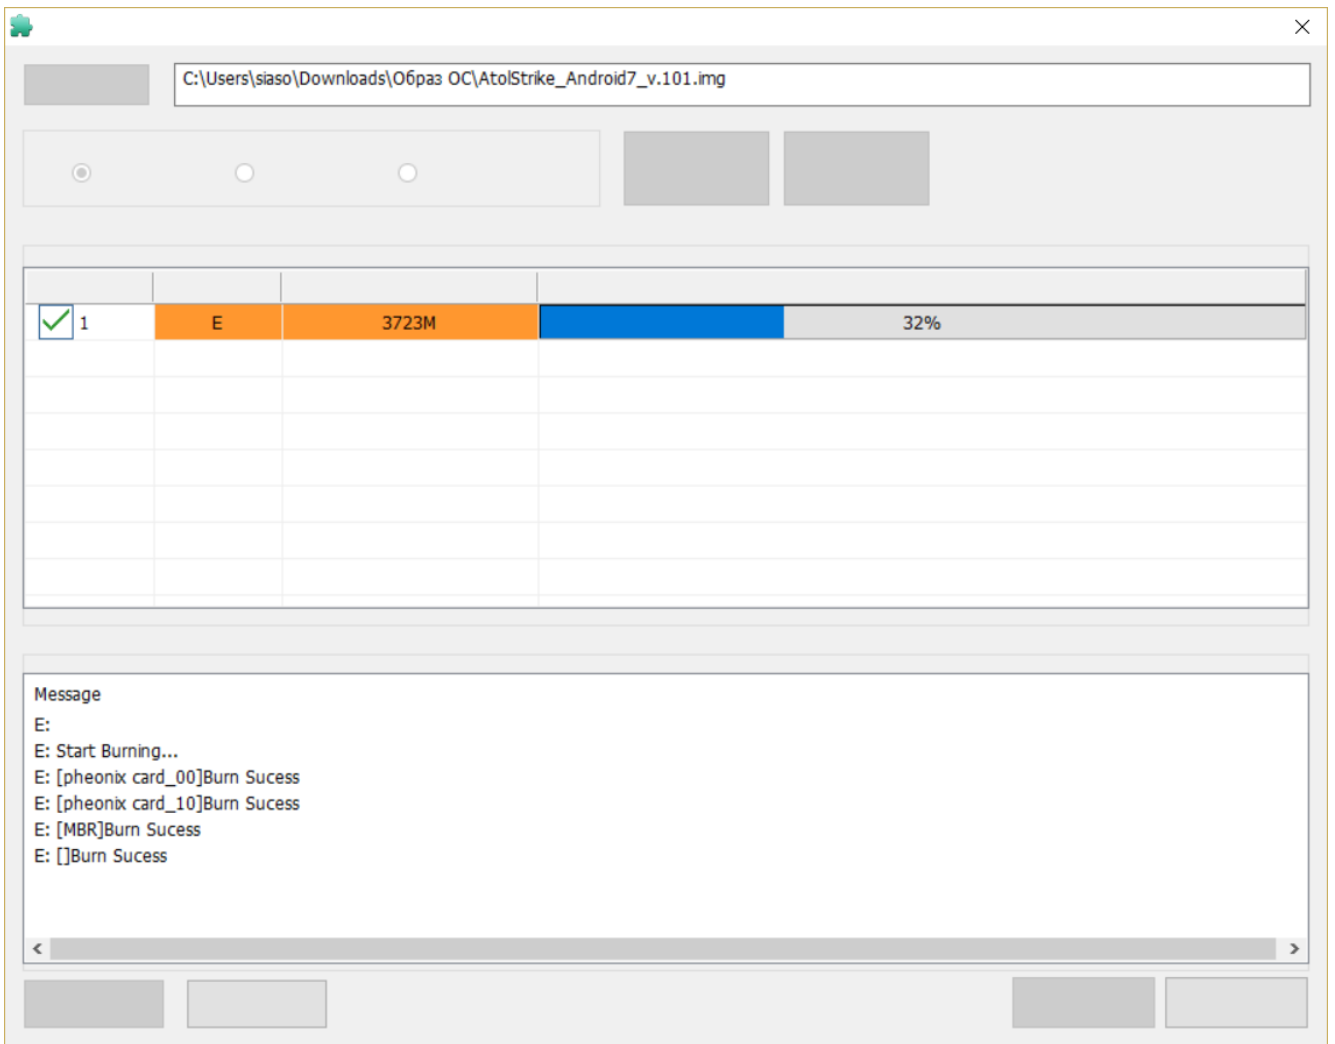 C:\Users\siaso\Downloads\Образ ОС\AtolStrike_Android7_v.101.img
1 E 3723M 32%
Message
E:
E: Start Burning...
E: [pheonix card_00]Burn Sucess
E: [pheonix card_10]Burn Sucess
E: [MBR]Burn Sucess
E: []Burn Sucess